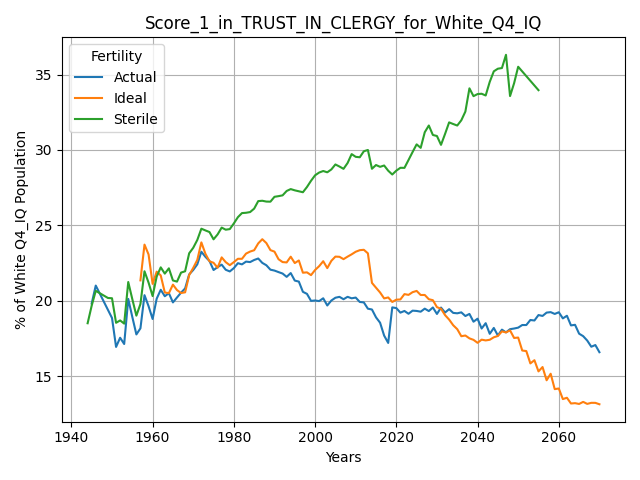 Score_1_in_TRUST_IN_CLERGY_for_White_Q4_IQ
Fertility
Actual
Ideal
Sterile
% of White Q4_IQ Population
35
30
25
20
15
1940
1960
1980
2000
2020
2040
2060
Years